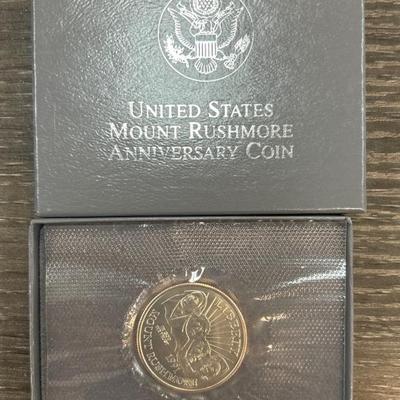 UNITED STATES
MOUNT RUSHMORE
ANNIVERSARY COIN
LIBERTY
MOUNT RUSHMORE